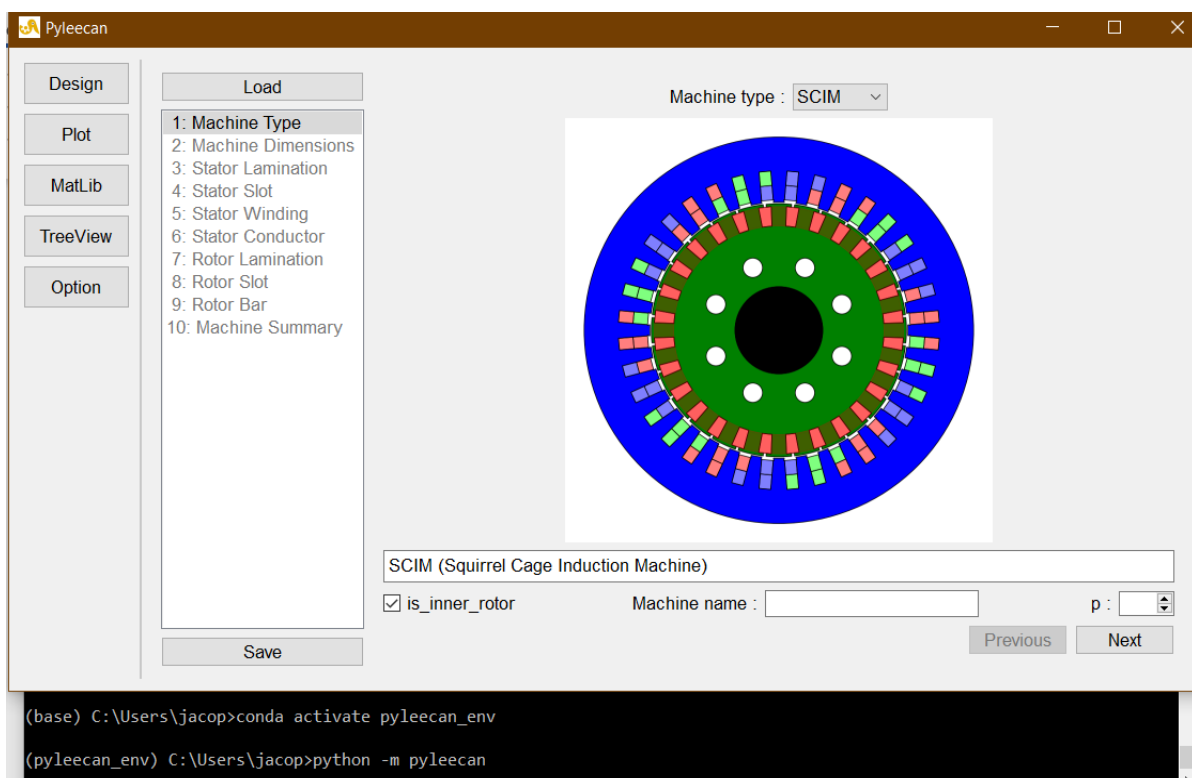 Pyleecan
Design
Plot
MatLib
TreeView
Option
Load
1: Machine Type
2: Machine Dimensions
3: Stator Lamination
4: Stator Slot
5: Stator Winding
6: Stator Conductor
7: Rotor Lamination
8: Rotor Slot
9: Rotor Bar
10: Machine Summary
Save
Machine type : SCIM
SCIM (Squirrel Cage Induction Machine)
is_inner_rotor Machine name : p :
Previous Next
(base) C:\Users\jacop>conda activate pyleecan_env
(pyleecan_env) C:\Users\jacop>python -m pyleecan